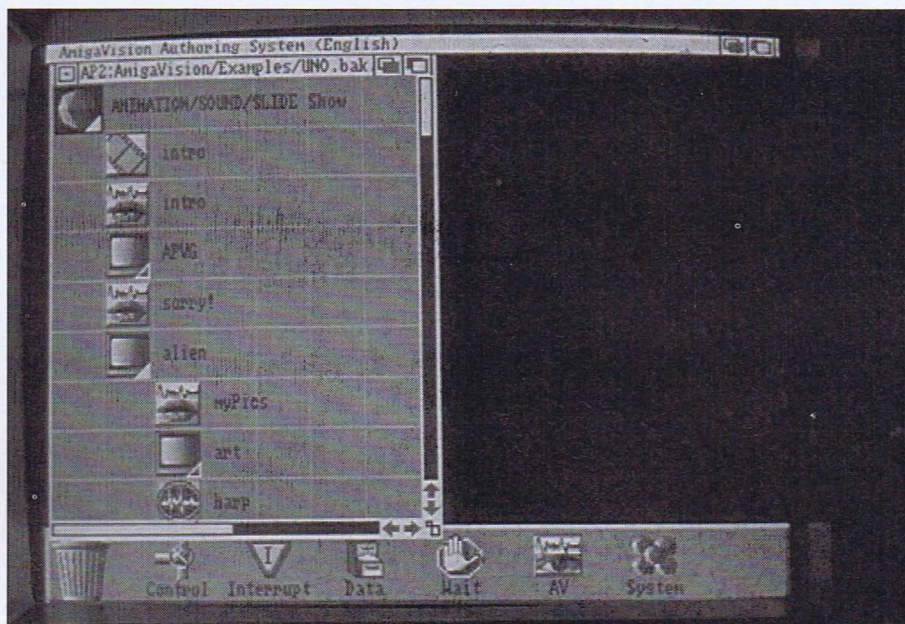 AmigaVision Authoring System (English)
AP2:AmigaVision/Examples/UNO.bak
ANIMATION/SOUND/SLIDE Show
intro
intro
APVG
sorry!
alien
myPics
art
harp
I
Control Interrupt Data Wait AV System